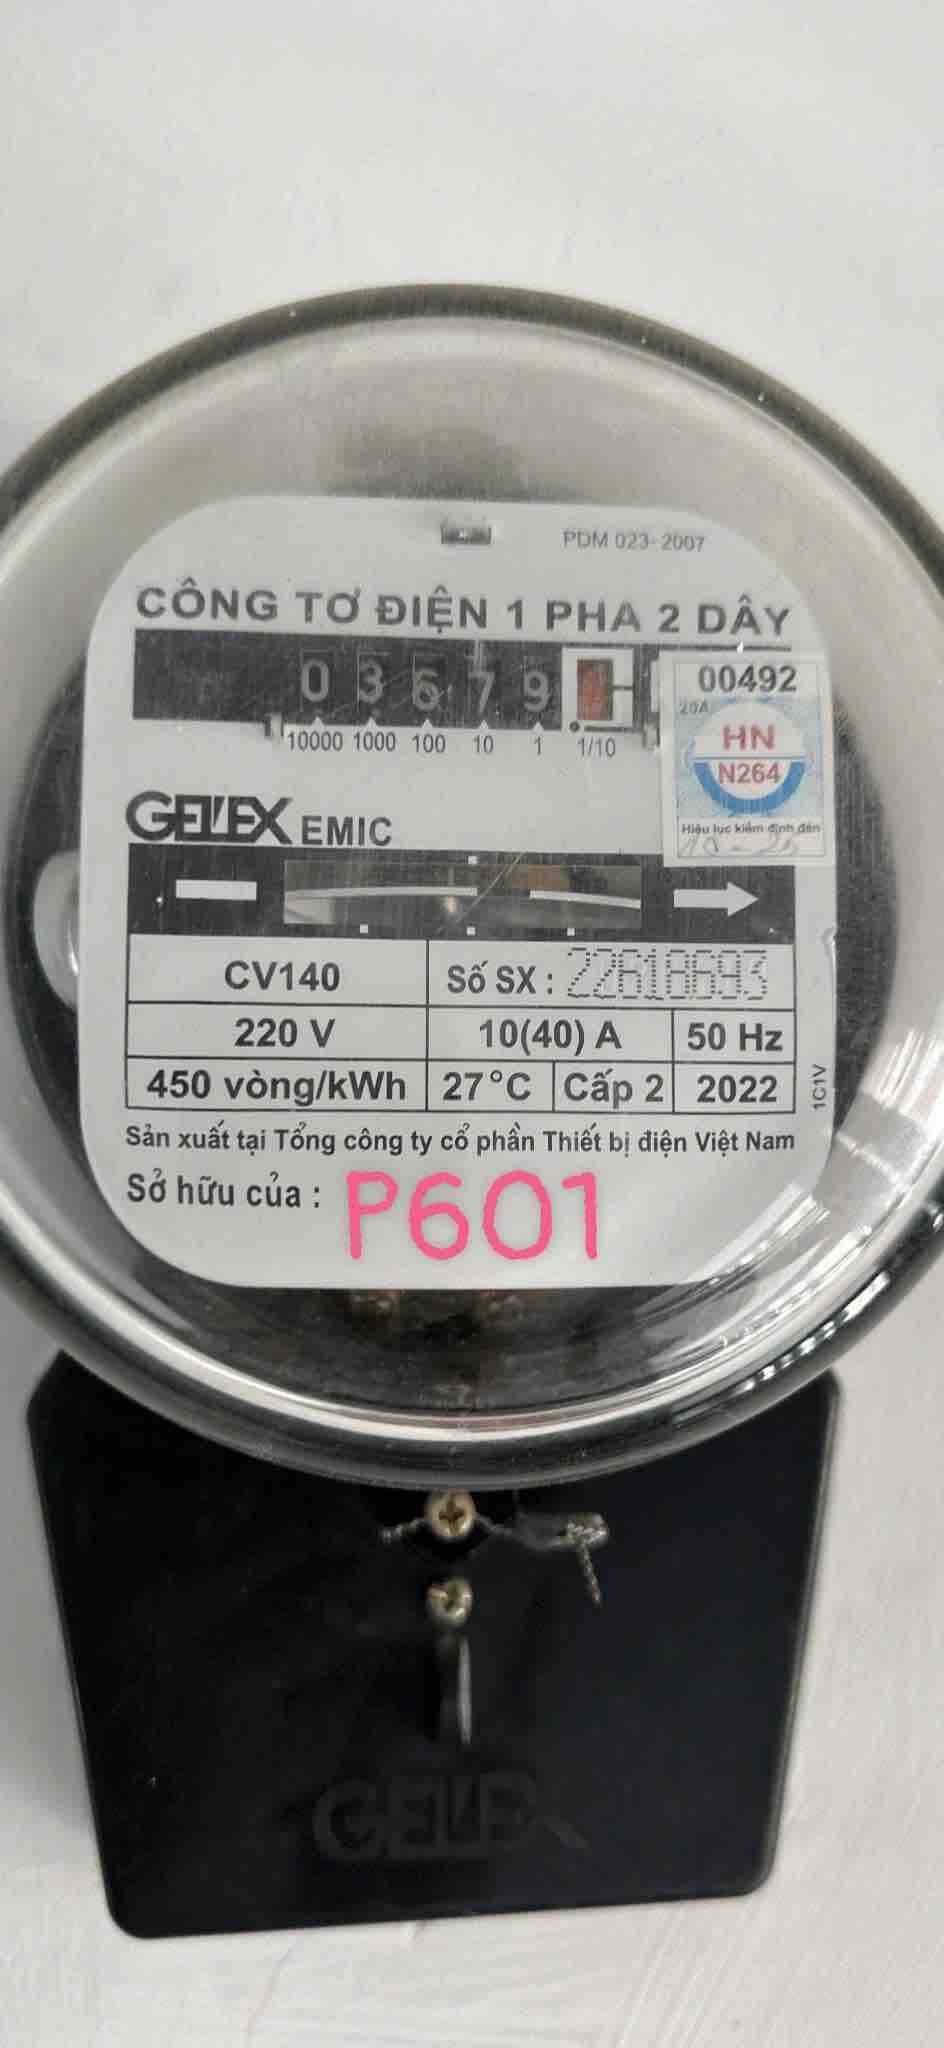 PDM 023-2007
CÔNG TƠ ĐIỆN 1 PHA 2 DÂY
0 3 6 7 9
10000 1000 100 10 1 1/10
00492
20A
HN
N264
Hiệu lực kiểm định đến
GELEX EMIC
CV140 Số SX : 22618693
220 V 10(40) A 50 Hz
450 vòng/kWh 27°C Cấp 2 2022
1C1V
Sản xuất tại Tổng công ty cổ phần Thiết bị điện Việt Nam
Sở hữu của : P601
GELEX